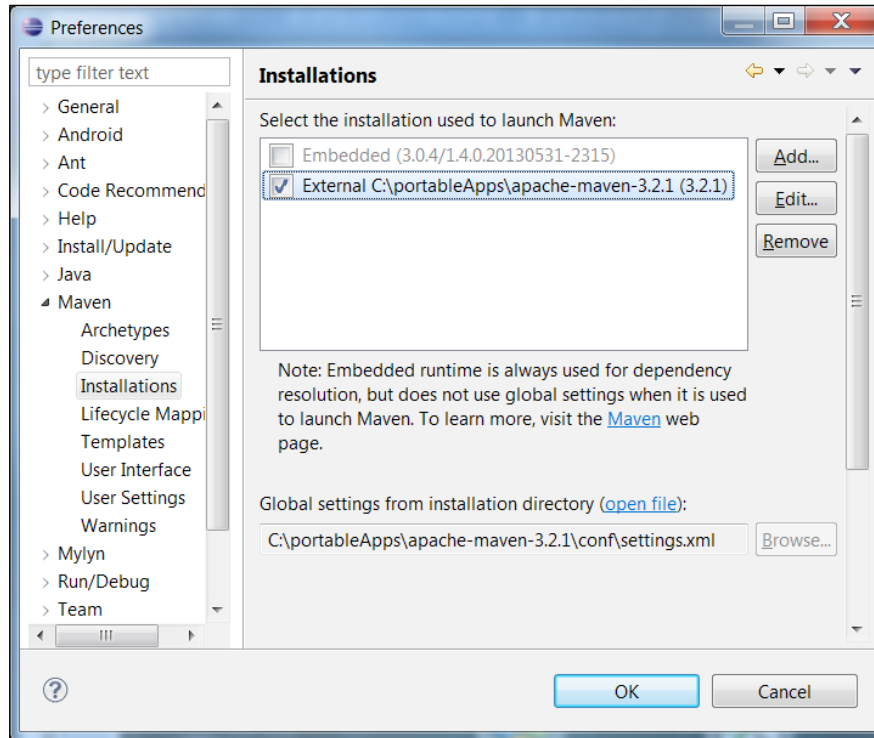 Preferences
type filter text
General
Android
Ant
Code Recommend
Help
Install/Update
Java
Maven
Archetypes
Discovery
Installations
Lifecycle Mappi
Templates
User Interface
User Settings
Warnings
Mylyn
Run/Debug
Team
Installations
Select the installation used to launch Maven:
Embedded (3.0.4/1.4.0.20130531-2315)
External C:\portableApps\apache-maven-3.2.1 (3.2.1)
Add...
Edit...
Remove
Note: Embedded runtime is always used for dependency
resolution, but does not use global settings when it is used
to launch Maven. To learn more, visit the Maven web
page.
Global settings from installation directory (open file):
C:\portableApps\apache-maven-3.2.1\conf\settings.xml
Browse...
OK
Cancel